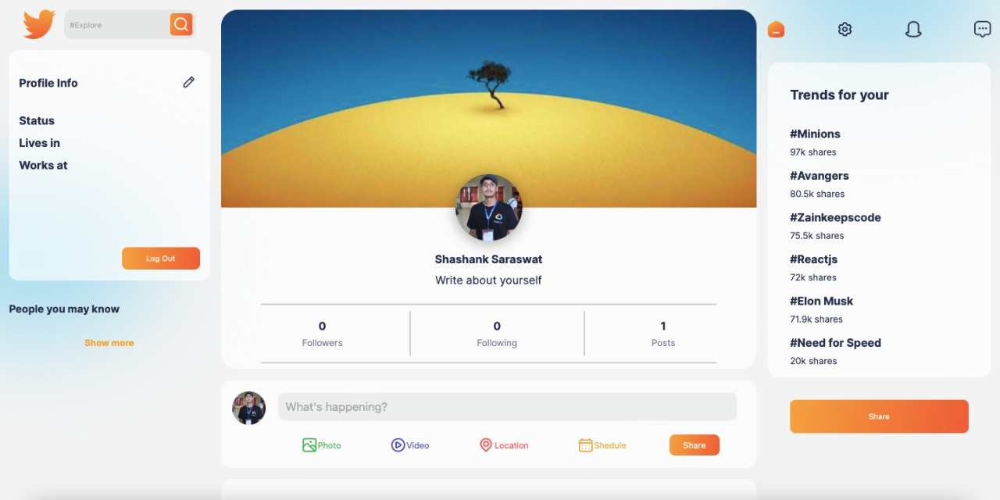 #Explore
Profile Info
Status
Lives in
Works at
Log Out
People you may know
Show more
Shashank Saraswat
Write about yourself
0
Followers
0
Following
1
Posts
What's happening?
Photo
Video
Location
Shedule
Share
Trends for your
#Minions
97k shares
#Avangers
80.5k shares
#Zainkeepscode
75.5k shares
#Reactjs
72k shares
#Elon Musk
71.9k shares
#Need for Speed
20k shares
Share